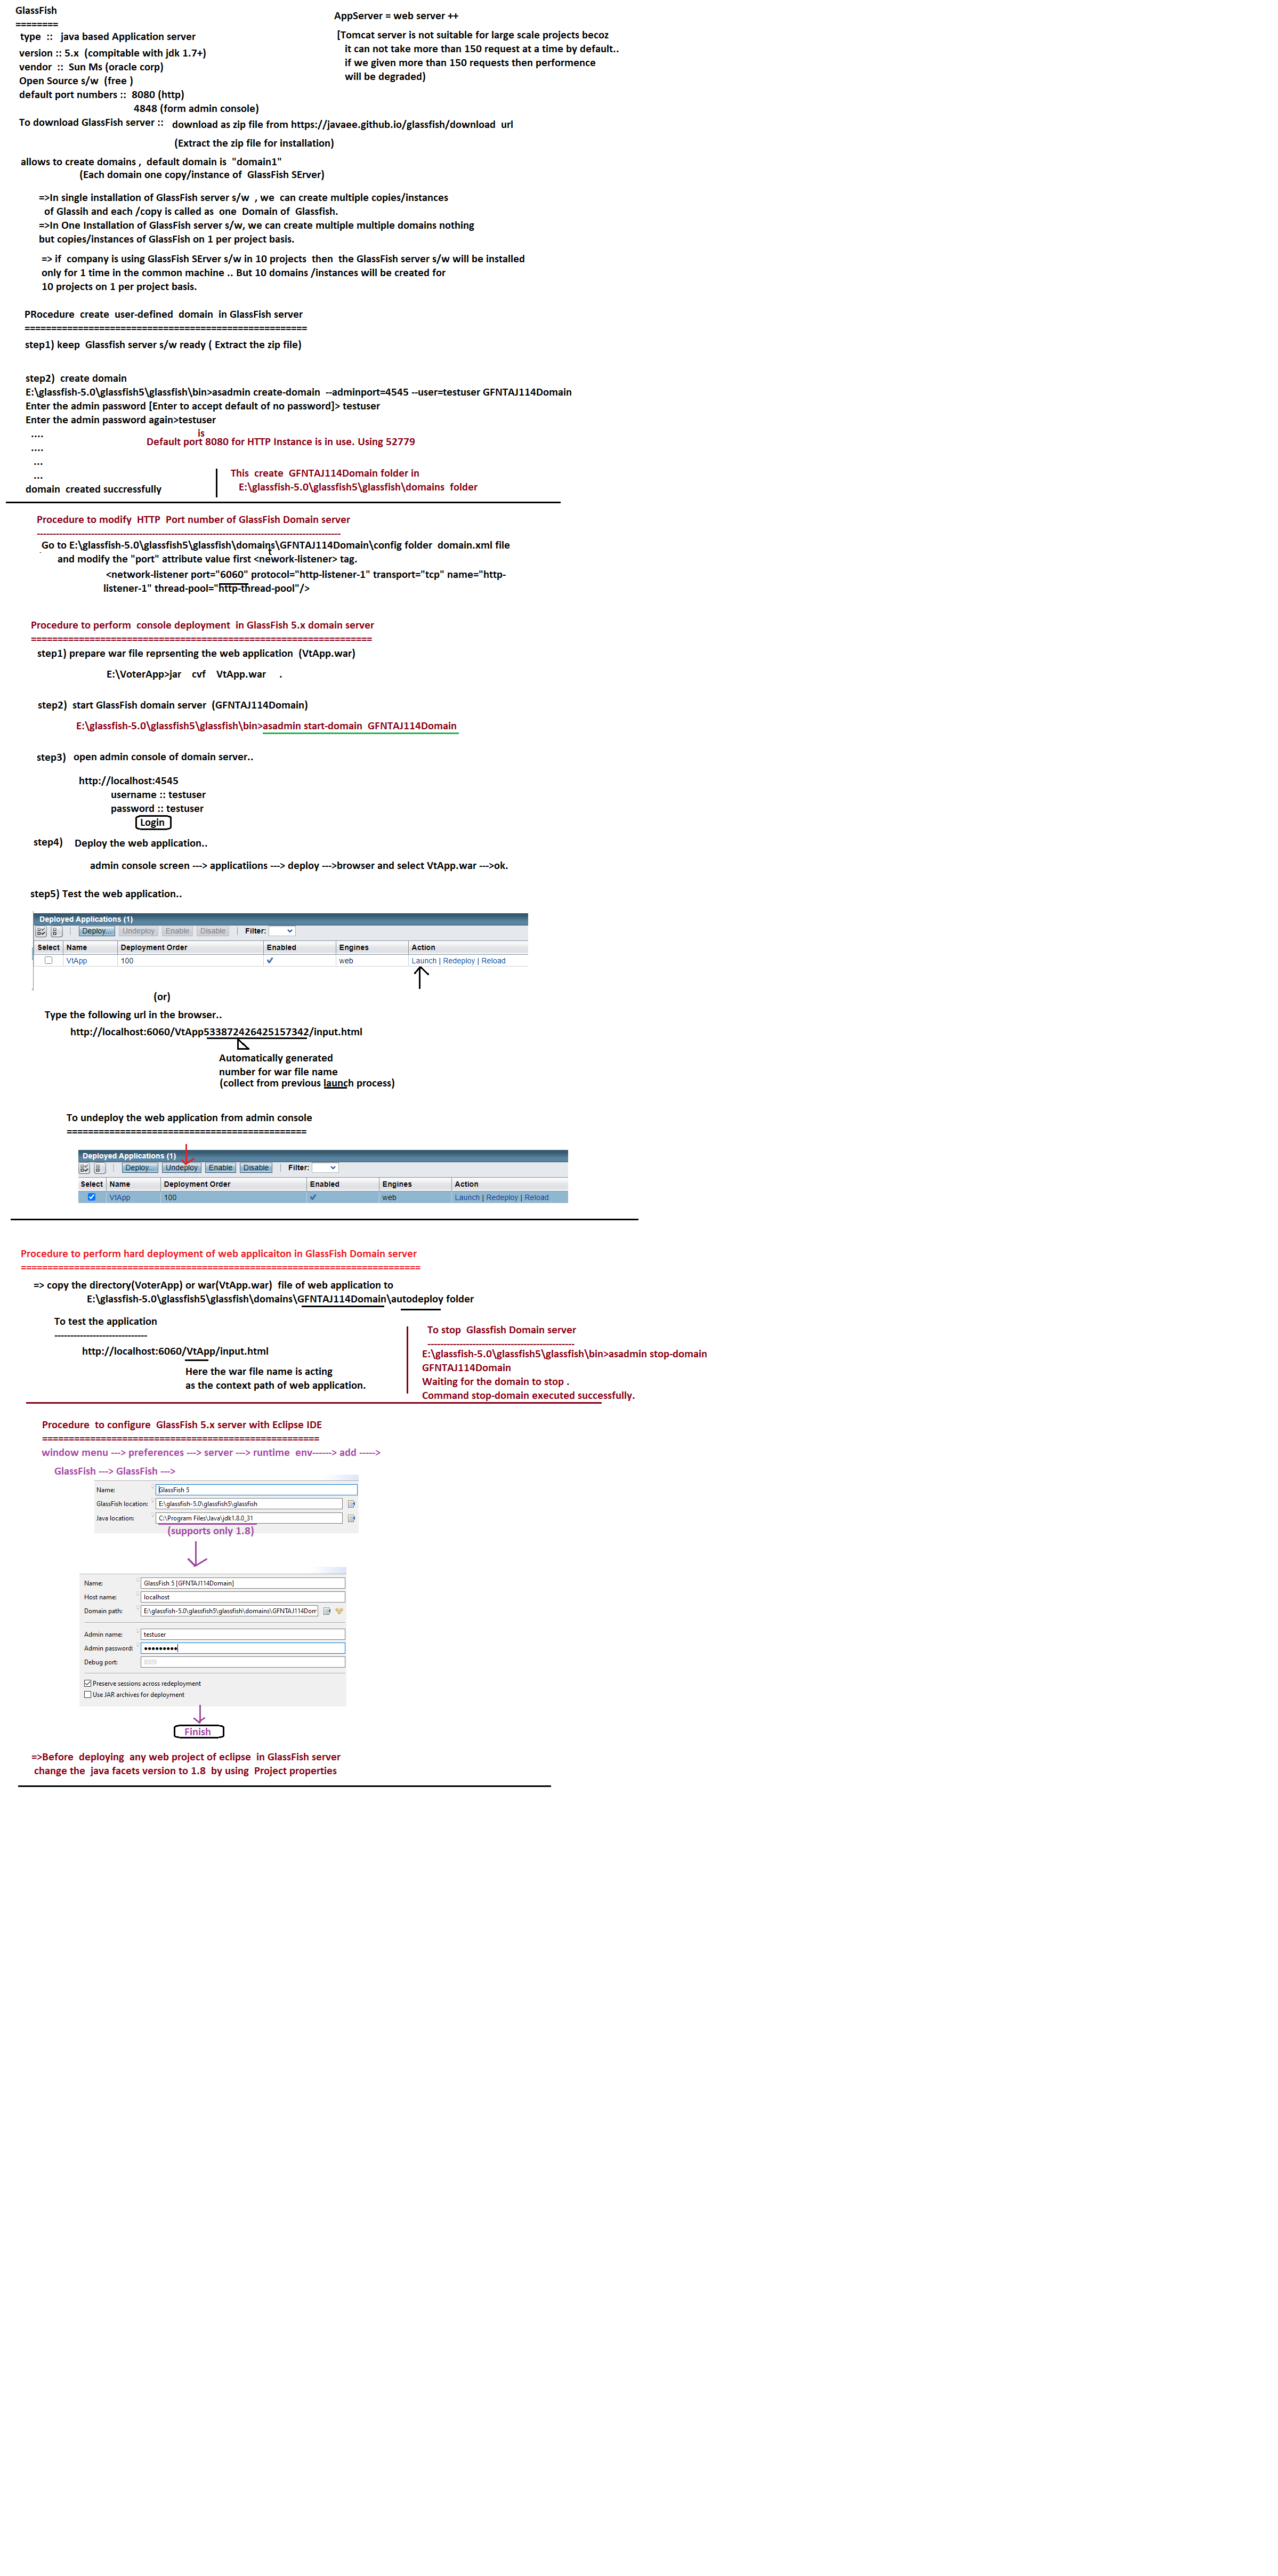 GlassFish
========
type :: java based Application server
version :: 5.x (compitable with jdk 1.7+)
vendor :: Sun Ms (oracle corp)
Open Source s/w (free )
default port numbers :: 8080 (http)
4848 (form admin console)
AppServer = web server ++
[Tomcat server is not suitable for large scale projects becoz
it can not take more than 150 request at a time by default..
if we given more than 150 requests then performence
will be degraded)
To download GlassFish server :: download as zip file from https://javaee.github.io/glassfish/download url
(Extract the zip file for installation)
allows to create domains , default domain is "domain1"
(Each domain one copy/instance of GlassFish SErver)
=>In single installation of GlassFish server s/w , we can create multiple copies/instances
of Glassih and each /copy is called as one Domain of Glassfish.
=>In One Installation of GlassFish server s/w, we can create multiple multiple domains nothing
but copies/instances of GlassFish on 1 per project basis.
=> if company is using GlassFish SErver s/w in 10 projects then the GlassFish server s/w will be installed
only for 1 time in the common machine .. But 10 domains /instances will be created for
10 projects on 1 per project basis.
PRocedure create user-defined domain in GlassFish server
=====================================================
step1) keep Glassfish server s/w ready ( Extract the zip file)
step2) create domain
E:\glassfish-5.0\glassfish5\glassfish\bin>asadmin create-domain --adminport=4545 --user=testuser GFNTAJ114Domain
Enter the admin password [Enter to accept default of no password]> testuser
Enter the admin password again>testuser
....
is
Default port 8080 for HTTP Instance is in use. Using 52779
....
...
...
domain created succressfully
This create GFNTAJ114Domain folder in
E:\glassfish-5.0\glassfish5\glassfish\domains folder
Procedure to modify HTTP Port number of GlassFish Domain server
-----------------------------------------------------------------------------------------------
Go to E:\glassfish-5.0\glassfish5\glassfish\domains\GFNTAJ114Domain\config folder domain.xml file
t
and modify the "port" attribute value first <nework-listener> tag.
<network-listener port="6060" protocol="http-listener-1" transport="tcp" name="http-
listener-1" thread-pool="http-thread-pool"/>
Procedure to perform console deployment in GlassFish 5.x domain server
================================================================
step1) prepare war file reprsenting the web application (VtApp.war)
E:\VoterApp>jar cvf VtApp.war .
step2) start GlassFish domain server (GFNTAJ114Domain)
E:\glassfish-5.0\glassfish5\glassfish\bin>asadmin start-domain GFNTAJ114Domain
step3) open admin console of domain server..
http://localhost:4545
username :: testuser
password :: testuser
Login
step4) Deploy the web application..
admin console screen ---> applicatiions ---> deploy --->browser and select VtApp.war --->ok.
step5) Test the web application..
Deployed Applications (1)
Deploy... Undeploy Enable Disable Filter:
Select Name Deployment Order Enabled Engines Action
VtApp 100 web Launch | Redeploy | Reload
(or)
Type the following url in the browser..
http://localhost:6060/VtApp533872426425157342/input.html
Automatically generated
number for war file name
(collect from previous launch process)
To undeploy the web application from admin console
=============================================
Deployed Applications (1)
Deploy... Undeploy Enable Disable Filter:
Select Name Deployment Order Enabled Engines Action
VtApp 100 web Launch | Redeploy | Reload
Procedure to perform hard deployment of web applicaiton in GlassFish Domain server
===========================================================================
=> copy the directory(VoterApp) or war(VtApp.war) file of web application to
E:\glassfish-5.0\glassfish5\glassfish\domains\GFNTAJ114Domain\autodeploy folder
To test the application
-----------------------------
http://localhost:6060/VtApp/input.html
Here the war file name is acting
as the context path of web application.
To stop Glassfish Domain server
----------------------------------------------
E:\glassfish-5.0\glassfish5\glassfish\bin>asadmin stop-domain
GFNTAJ114Domain
Waiting for the domain to stop .
Command stop-domain executed successfully.
Procedure to configure GlassFish 5.x server with Eclipse IDE
====================================================
window menu ---> preferences ---> server ---> runtime env------> add ----->
GlassFish ---> GlassFish --->
Name: GlassFish 5
GlassFish location: E:\glassfish-5.0\glassfish5\glassfish
Java location: C:\Program Files\Java\jdk1.8.0_31
(supports only 1.8)
Name: GlassFish 5 [GFNTAJ114Domain]
Host name: localhost
Domain path: E:\glassfish-5.0\glassfish5\glassfish\domains\GFNTAJ114Dom
Admin name: testuser
Admin password: ●●●●●●●●●
Debug port: 8009
Preserve sessions across redeployment
Use JAR archives for deployment
Finish
=>Before deploying any web project of eclipse in GlassFish server
change the java facets version to 1.8 by using Project properties